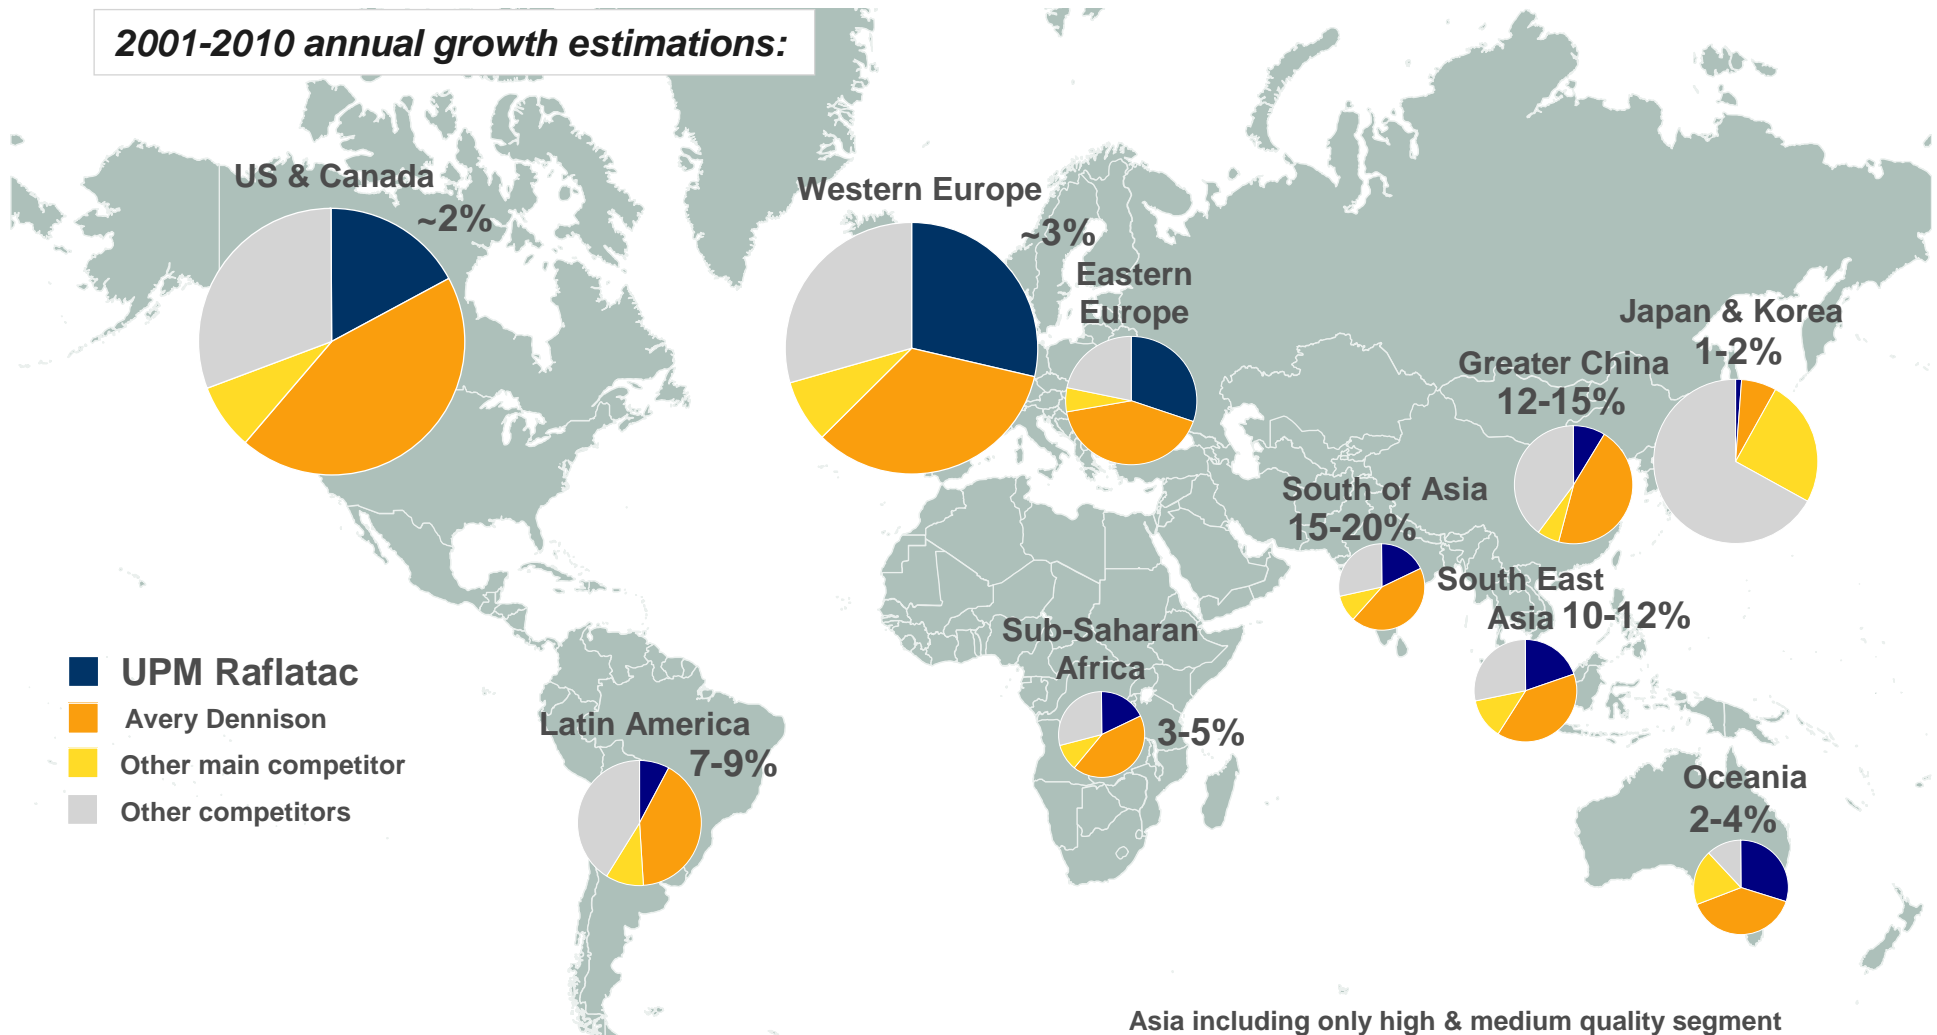 2001-2010 annual growth estimations:
US & Canada
~2%
Western Europe
~3%
Eastern
Europe
Japan & Korea
1-2%
Greater China
12-15%
South of Asia
15-20%
South East
Asia 10-12%
Sub-Saharan
Africa
3-5%
UPM Raflatac
Avery Dennison
Other main competitor
Other competitors
Latin America
7-9%
Oceania
2-4%
Asia including only high & medium quality segment